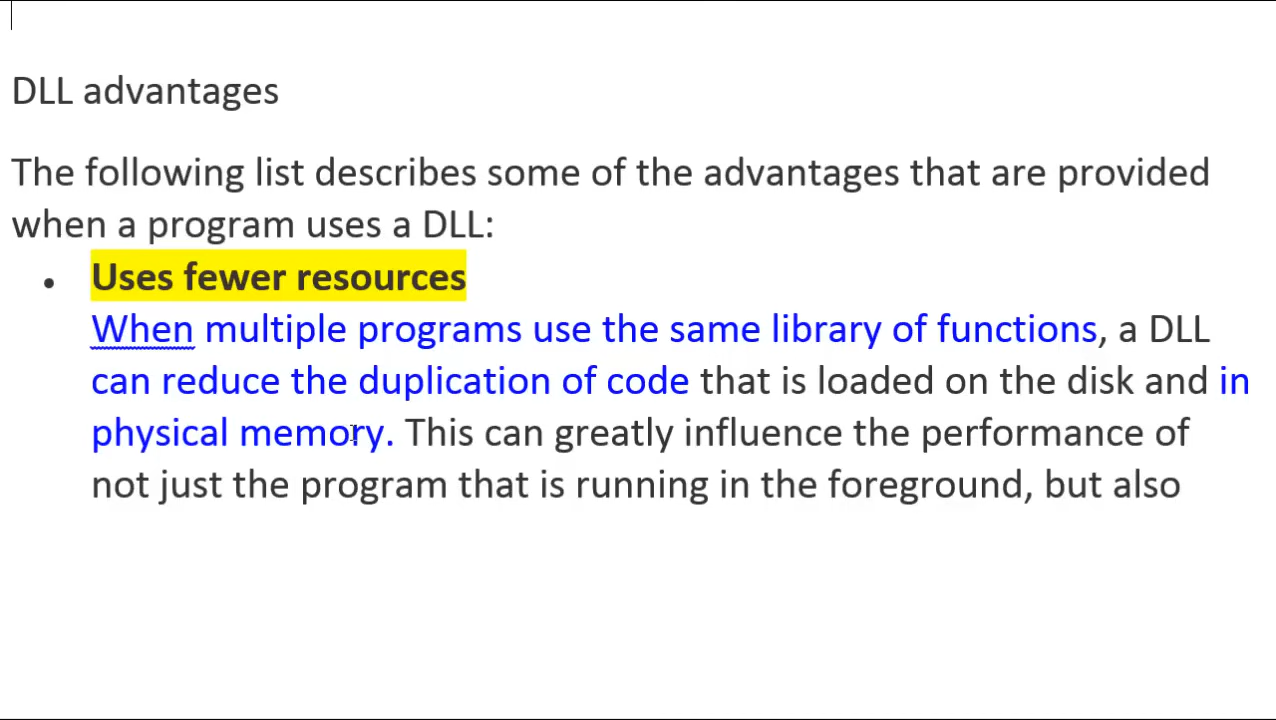 DLL advantages
The following list describes some of the advantages that are provided
when a program uses a DLL:
• Uses fewer resources
When multiple programs use the same library of functions, a DLL
can reduce the duplication of code that is loaded on the disk and in
physical memory. This can greatly influence the performance of
not just the program that is running in the foreground, but also